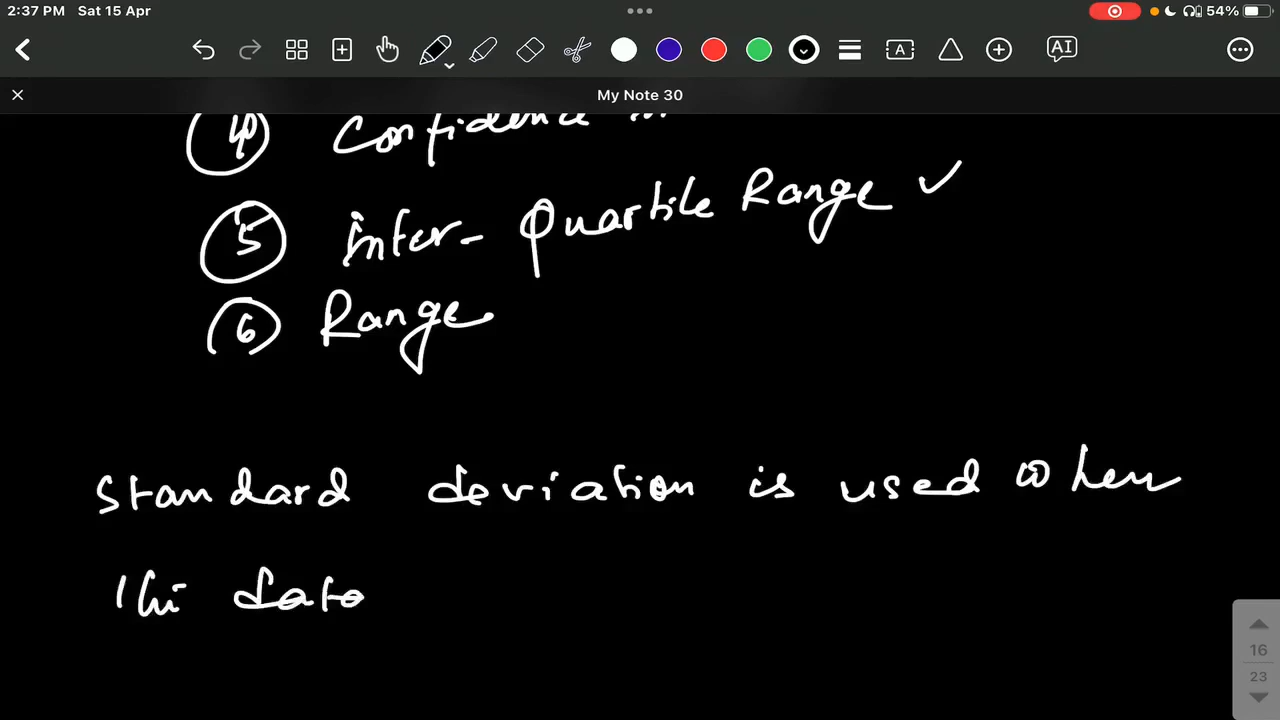 2:37 PM Sat 15 Apr 54%
A AI
My Note 30
4 Confidence
5 inter- Quartile Range ✓
6 Range
Standard deviation is used when
the data
16
23